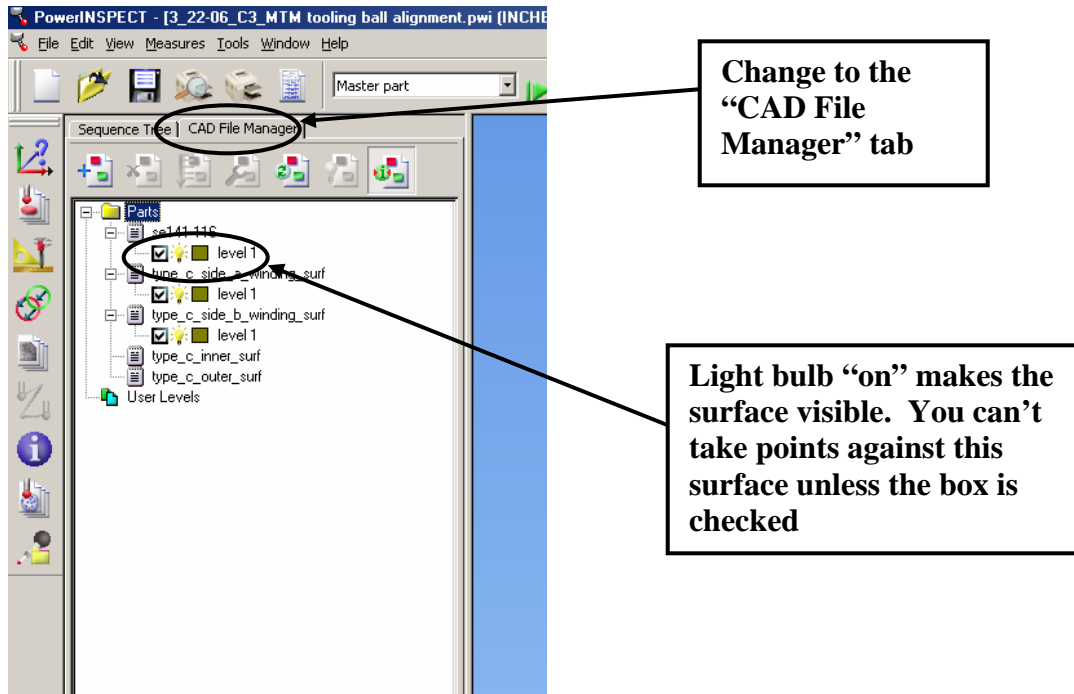 PowerINSPECT - [3_22-06_C3_MTM tooling ball alignment.pwi (INCHE
File Edit View Measures Tools Window Help
Master part
Sequence Tree CAD File Manager
Parts
se141-116
level 1
type_c_side_a_winding_surf
level 1
type_c_side_b_winding_surf
level 1
type_c_inner_surf
type_c_outer_surf
User Levels
Change to the
“CAD File
Manager” tab
Light bulb “on” makes the
surface visible. You can’t
take points against this
surface unless the box is
checked